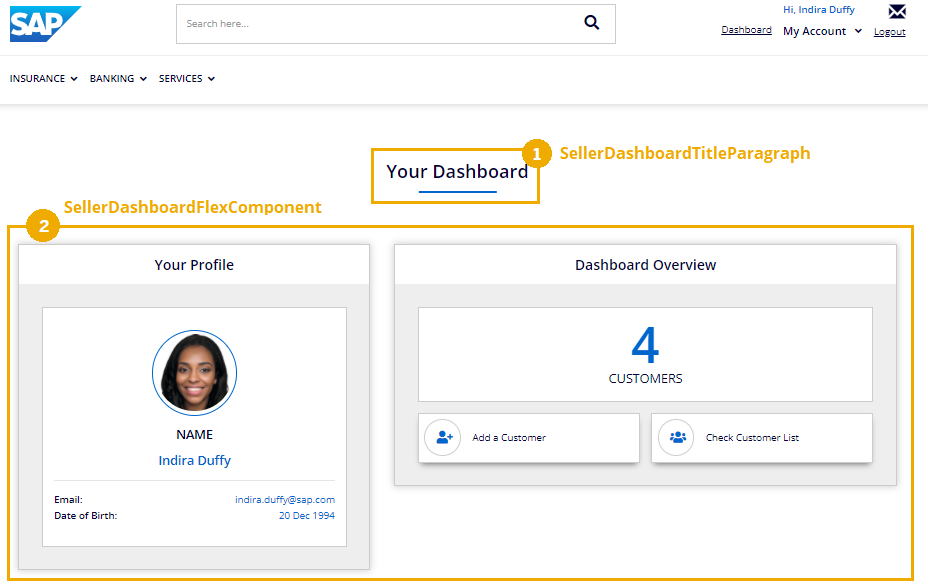 SAP
Search here...
Hi, Indira Duffy
Dashboard My Account Logout
INSURANCE BANKING SERVICES
1 SellerDashboardTitleParagraph
Your Dashboard
SellerDashboardFlexComponent
2
Your Profile
NAME
Indira Duffy
Email: indira.duffy@sap.com
Date of Birth: 20 Dec 1994
Dashboard Overview
4
CUSTOMERS
Add a Customer
Check Customer List